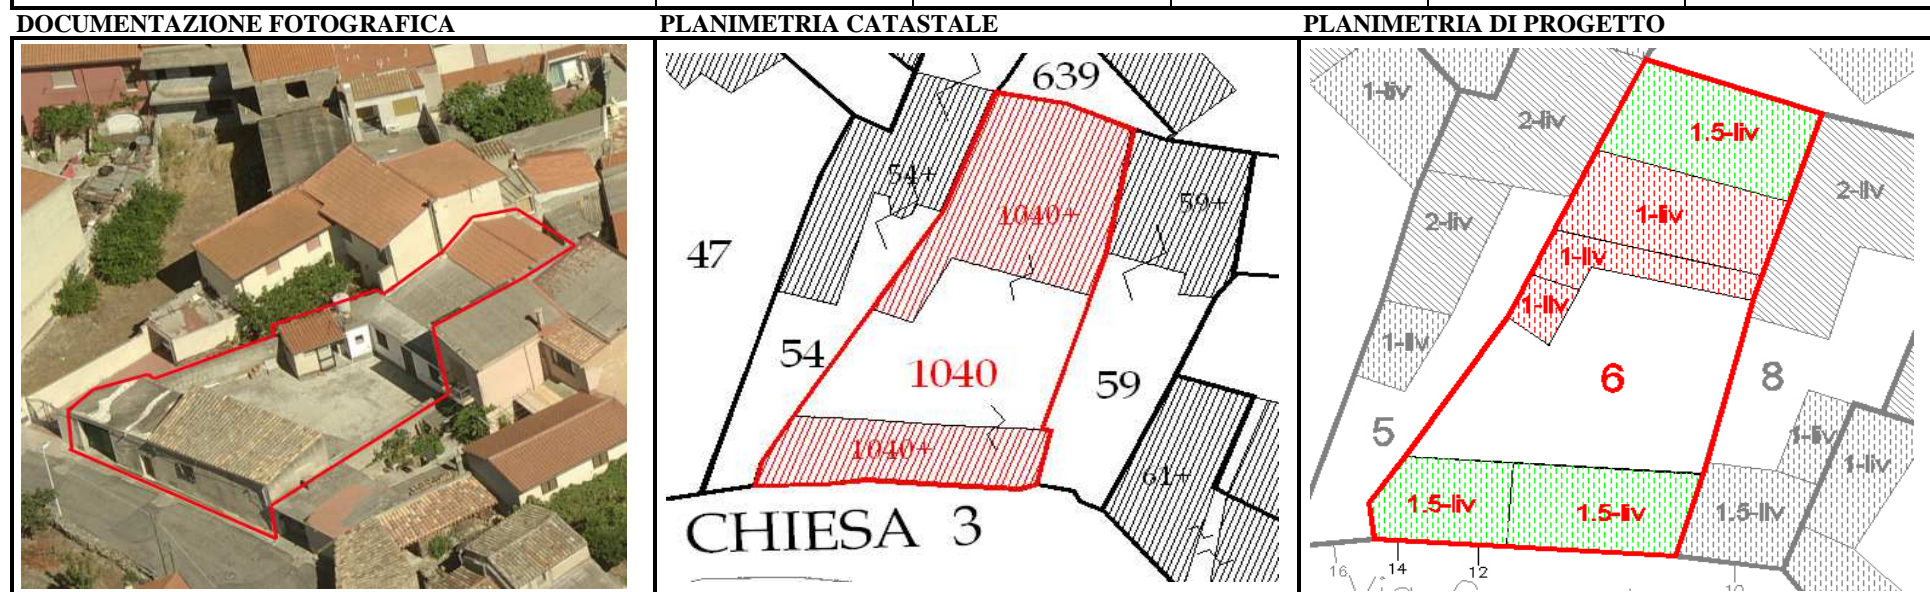 DOCUMENTAZIONE FOTOGRAFICA
PLANIMETRIA CATASTALE
PLANIMETRIA DI PROGETTO
639
54+
1040+
59+
47
54
1040
59
1040+
61+
CHIESA 3
1-liv
2-liv
1.5-liv
2-liv
1-liv
2-liv
1-liv
1-liv
1-liv
6
8
5
1-liv
1-liv
1.5-liv
1.5-liv
1.5-liv
16
14
12
10